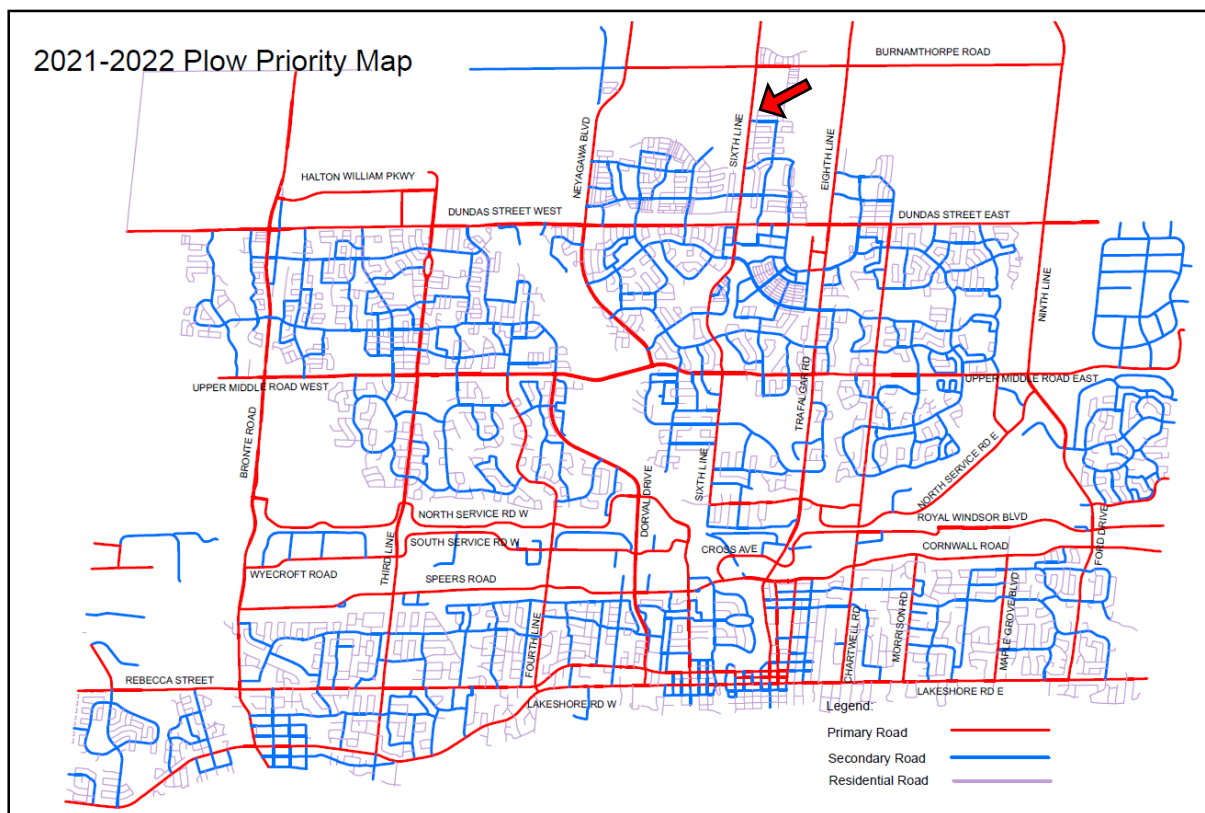 2021-2022 Plow Priority Map
BURNAMTHORPE ROAD
NEYAGAWA BLVD
SIXTH LINE
EIGHTH LINE
HALTON WILLIAM PKWY
DUNDAS STREET WEST
DUNDAS STREET EAST
NINTH LINE
UPPER MIDDLE ROAD WEST
UPPER MIDDLE ROAD EAST
TRAFALGAR RD
BRONTE ROAD
SIXTH LINE
NORTH SERVICE RD E
DORVAL DRIVE
NORTH SERVICE RD W
ROYAL WINDSOR BLVD
SOUTH SERVICE RD W
CROSS AVE
CORNWALL ROAD
FORD DRIVE
WYECROFT ROAD
THIRD LINE
SPEERS ROAD
FOURTH LINE
CHARTWELL RD
MORRISON RD
MAPLE GROVE BLVD
REBECCA STREET
LAKESHORE RD W
LAKESHORE RD E
Legend:
Primary Road
Secondary Road
Residential Road